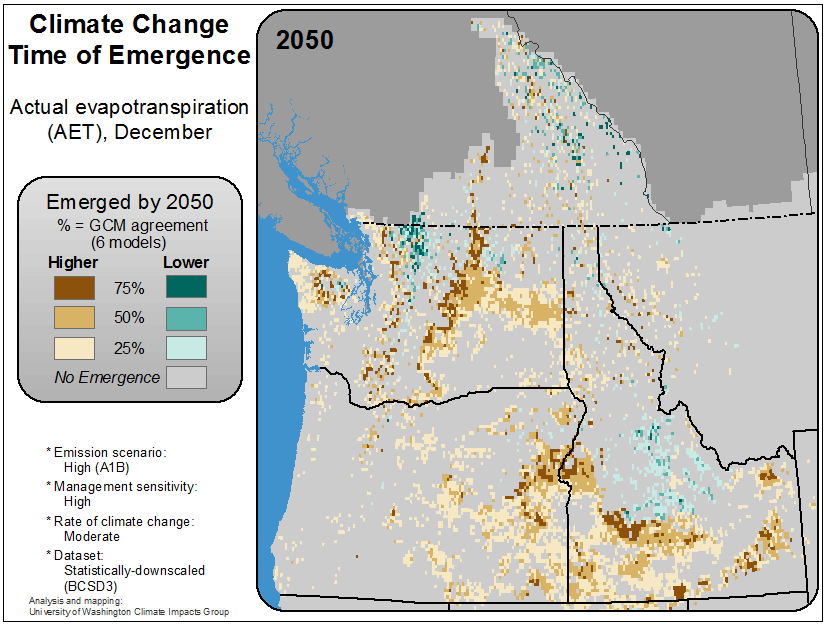 Climate Change
Time of Emergence
Actual evapotranspiration
(AET), December
2050
Emerged by 2050
% = GCM agreement
(6 models)
Higher Lower
75%
50%
25%
No Emergence
* Emission scenario:
High (A1B)
* Management sensitivity:
High
* Rate of climate change:
Moderate
* Dataset:
Statistically-downscaled
(BCSD3)
Analysis and mapping:
University of Washington Climate Impacts Group